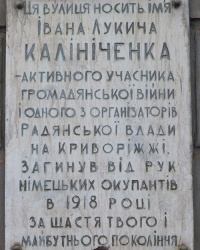 Ця вулиця носить ім'я
Івана Лукича
Калініченка
-активного учасника
громадянської війни
і одного з організаторів
Радянської влади
на Криворіжжі.
Загинув від рук
німецьких окупантів
в 1918 році
за щастя твого і
майбутнього покоління